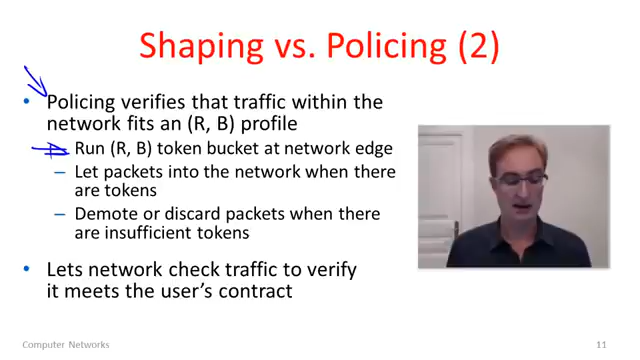 Shaping vs. Policing (2)
• Policing verifies that traffic within the
network fits an (R, B) profile
– Run (R, B) token bucket at network edge
– Let packets into the network when there
are tokens
– Demote or discard packets when there
are insufficient tokens
• Lets network check traffic to verify
it meets the user's contract
Computer Networks
11